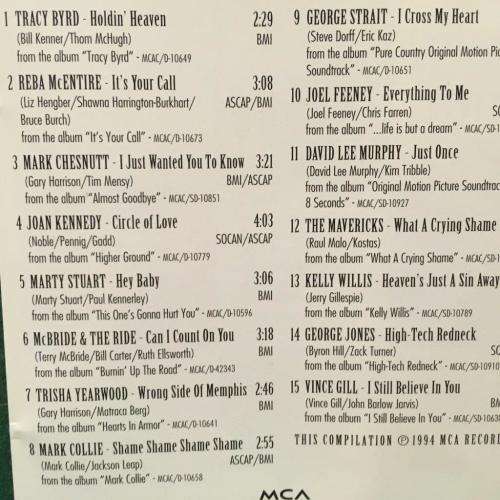 1 TRACY BYRD - Holdin' Heaven 2:29
(Bill Kenner/Thom McHugh) BMI
from the album "Tracy Byrd" - MCAC/D-10649
2 REBA McENTIRE - It's Your Call 3:08
(Liz Hengber/Shawna Harrington-Burkhart/ ASCAP/BMI
Bruce Burch)
from the album "It's Your Call" - MCAC/D-10673
3 MARK CHESNUTT - I Just Wanted You To Know 3:21
(Gary Harrison/Tim Mensy) BMI/ASCAP
from the album "Almost Goodbye" - MCAC/SD-10851
4 JOAN KENNEDY - Circle of Love 4:03
(Noble/Pennig/Gadd) SOCAN/ASCAP
from the album "Higher Ground" - MCAC/D-10779
5 MARTY STUART - Hey Baby 3:06
(Marty Stuart/Paul Kennerley) BMI
from the album "This One's Gonna Hurt You" - MCAC/D-10596
6 McBRIDE & THE RIDE - Can I Count On You 3:18
(Terry McBride/Bill Carter/Ruth Ellsworth) BMI
from the album "Burnin' Up The Road" - MCAC/D-42343
7 TRISHA YEARWOOD - Wrong Side Of Memphis 2:46
(Gary Harrison/Matraca Berg) BMI
from the album "Hearts In Armor" - MCAC/D-10641
8 MARK COLLIE - Shame Shame Shame Shame 2:55
(Mark Collie/Jackson Leap) ASCAP/BMI
from the album "Mark Collie" - MCAC/D-10658
9 GEORGE STRAIT - I Cross My Heart
(Steve Dorff/Eric Kaz)
from the album "Pure Country Original Motion Pic
Soundtrack" - MCAC/D-10651
10 JOEL FEENEY - Everything To Me
(Joel Feeney/Chris Farren) SO
from the album "...life is but a dream" - MCAC/SD-1
11 DAVID LEE MURPHY - Just Once
(David Lee Murphy/Kim Tribble)
from the album "Original Motion Picture Soundtrac
8 Seconds" - MCAC/SD-10927
12 THE MAVERICKS - What A Crying Shame
(Raul Malo/Kostas)
from the album "What A Crying Shame" - MCAC/SD-1
13 KELLY WILLIS - Heaven's Just A Sin Away
(Jerry Gillespie)
from the album "Kelly Willis" - MCAC/SD-10789
14 GEORGE JONES - High-Tech Redneck
(Byron Hill/Zack Turner) SO
from the album "High-Tech Redneck" - MCAC/SD-10910
15 VINCE GILL - I Still Believe In You
(Vince Gill/John Barlow Jarvis) BM
from the album "I Still Believe In You" - MCAC/SD-1063
THIS COMPILATION ℗ 1994 MCA RECOR
MCA